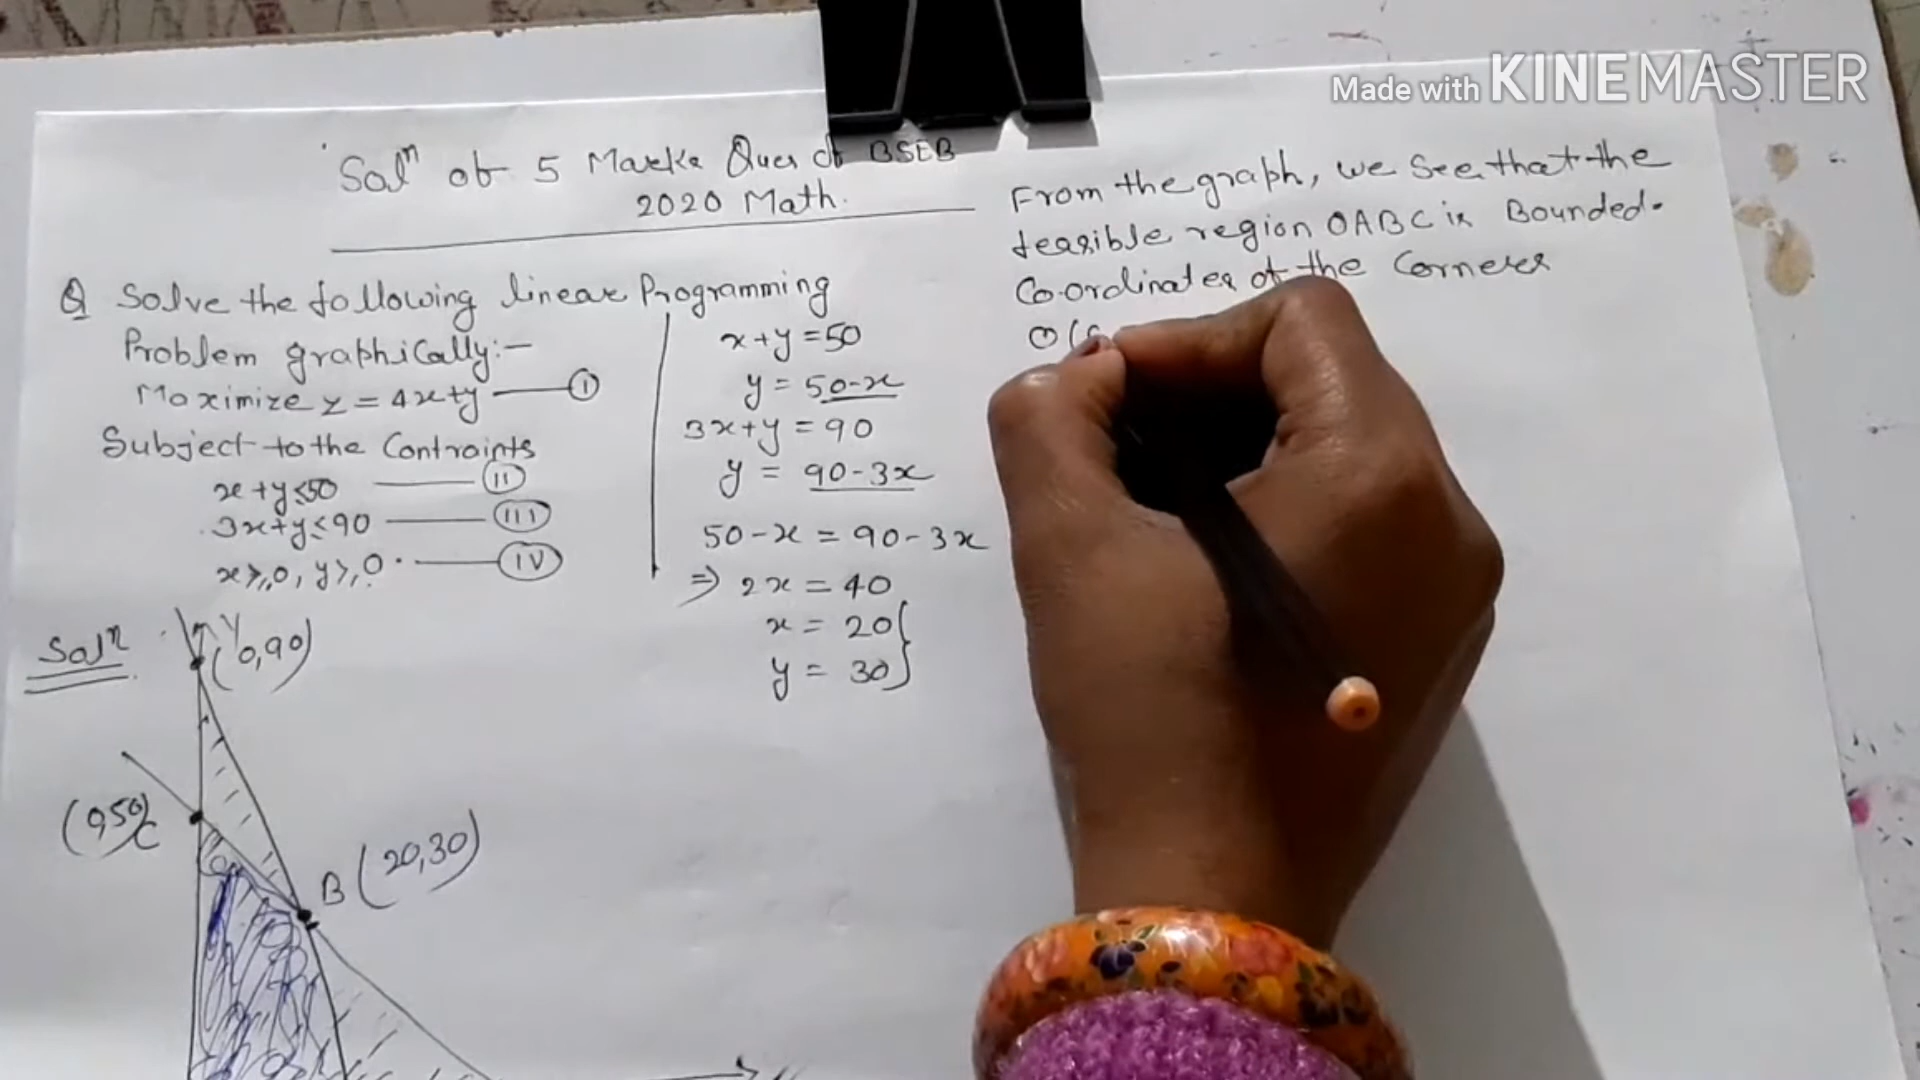 Made with KINEMASTER
Solⁿ of 5 Marks Ques of BSEB
2020 Math.
Q Solve the following linear Programming
Problem graphically:-
Maximize z = 4x+y — (I)
Subject to the Contraints
x+y≤50 — (II)
3x+y≤90 — (III)
x≥0, y≥0. — (IV)
x+y=50
y = 50-x
3x+y = 90
y = 90-3x
50-x = 90-3x
⇒ 2x = 40
x = 20
y = 30
Solⁿ
Y
(0,90)
(0,50) C
B (20,30)
From the graph, we See that the
feasible region OABC is Bounded.
Co-ordinates of the Corners
O(